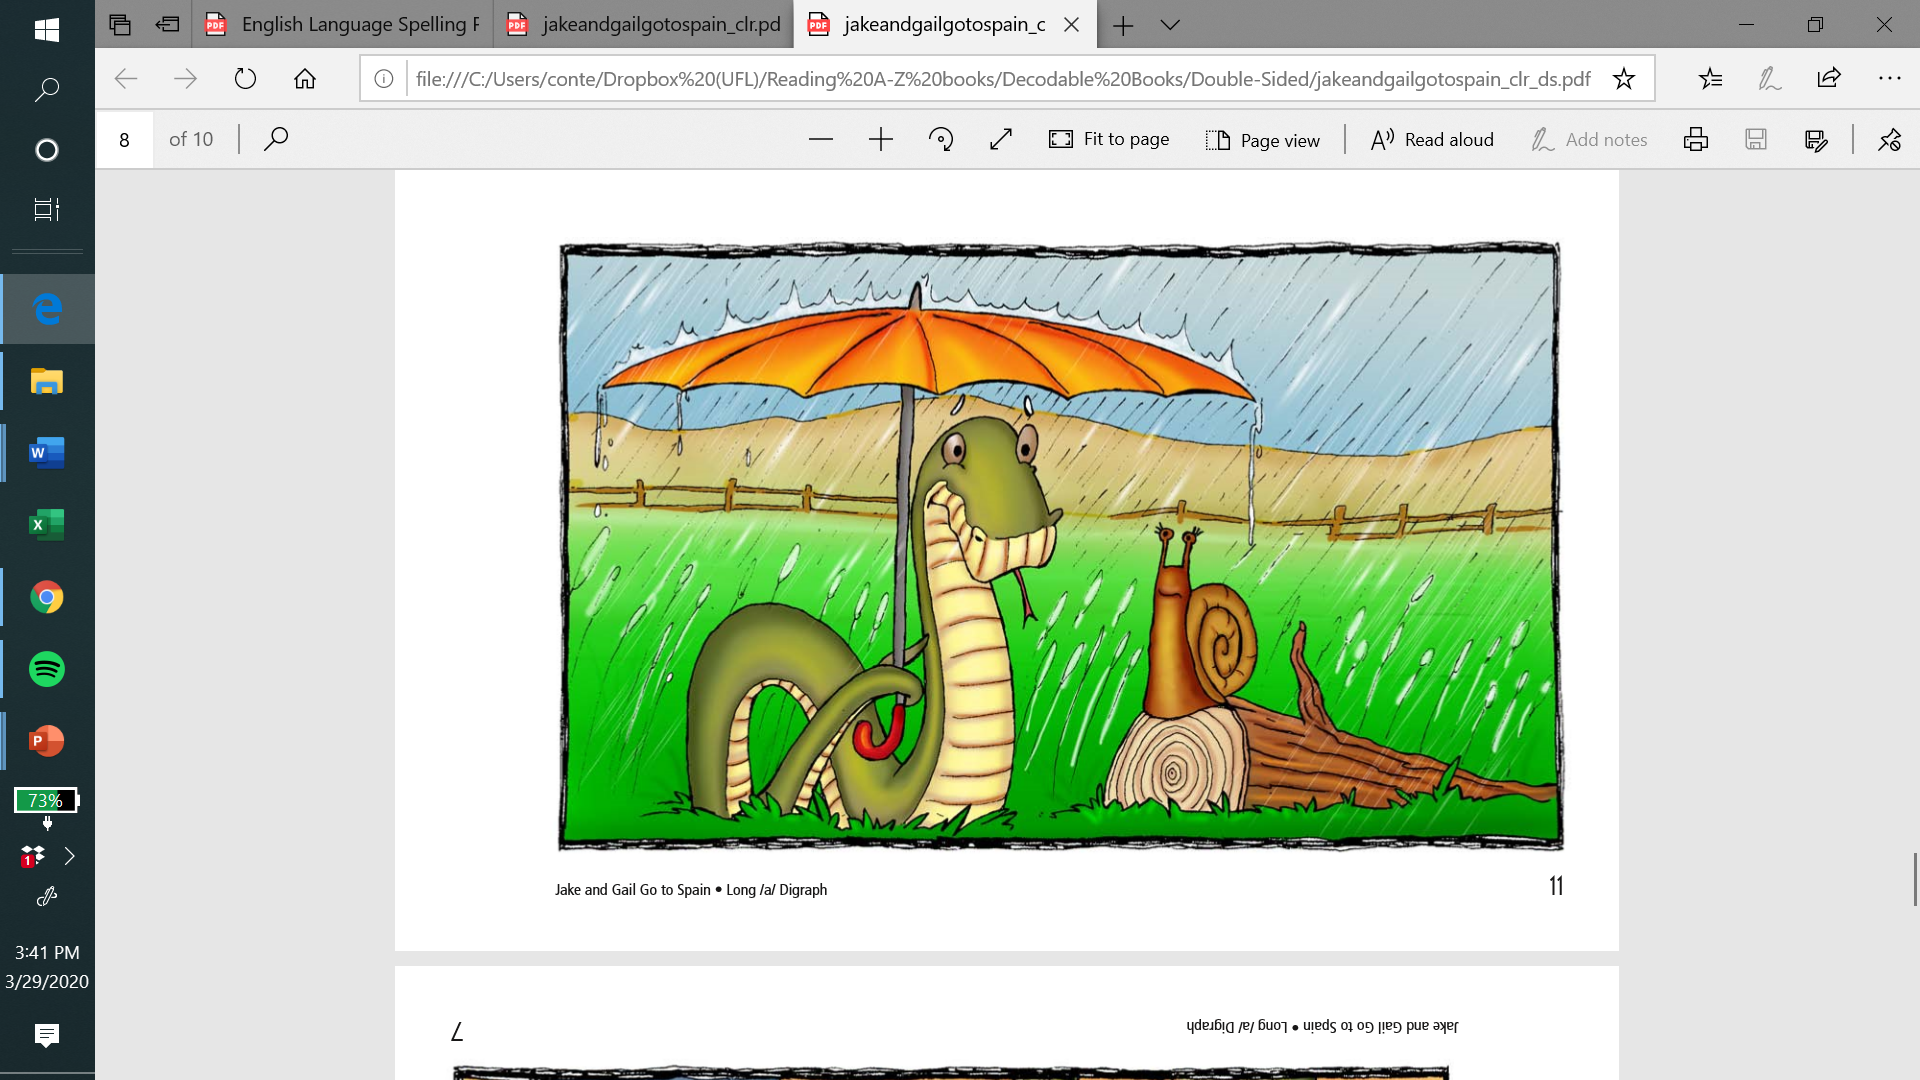 English Language Spelling P
jakeandgailgotospain_clr.pd
jakeandgailgotospain_c
file:///C:/Users/conte/Dropbox%20(UFL)/Reading%20A-Z%20books/Decodable%20Books/Double-Sided/jakeandgailgotospain_clr_ds.pdf
8 of 10
Fit to page
Page view
Read aloud
Add notes
73%
1
3:41 PM
3/29/2020
Jake and Gail Go to Spain • Long /a/ Digraph
11
7
Jake and Gail Go to Spain • Long /a/ Digraph